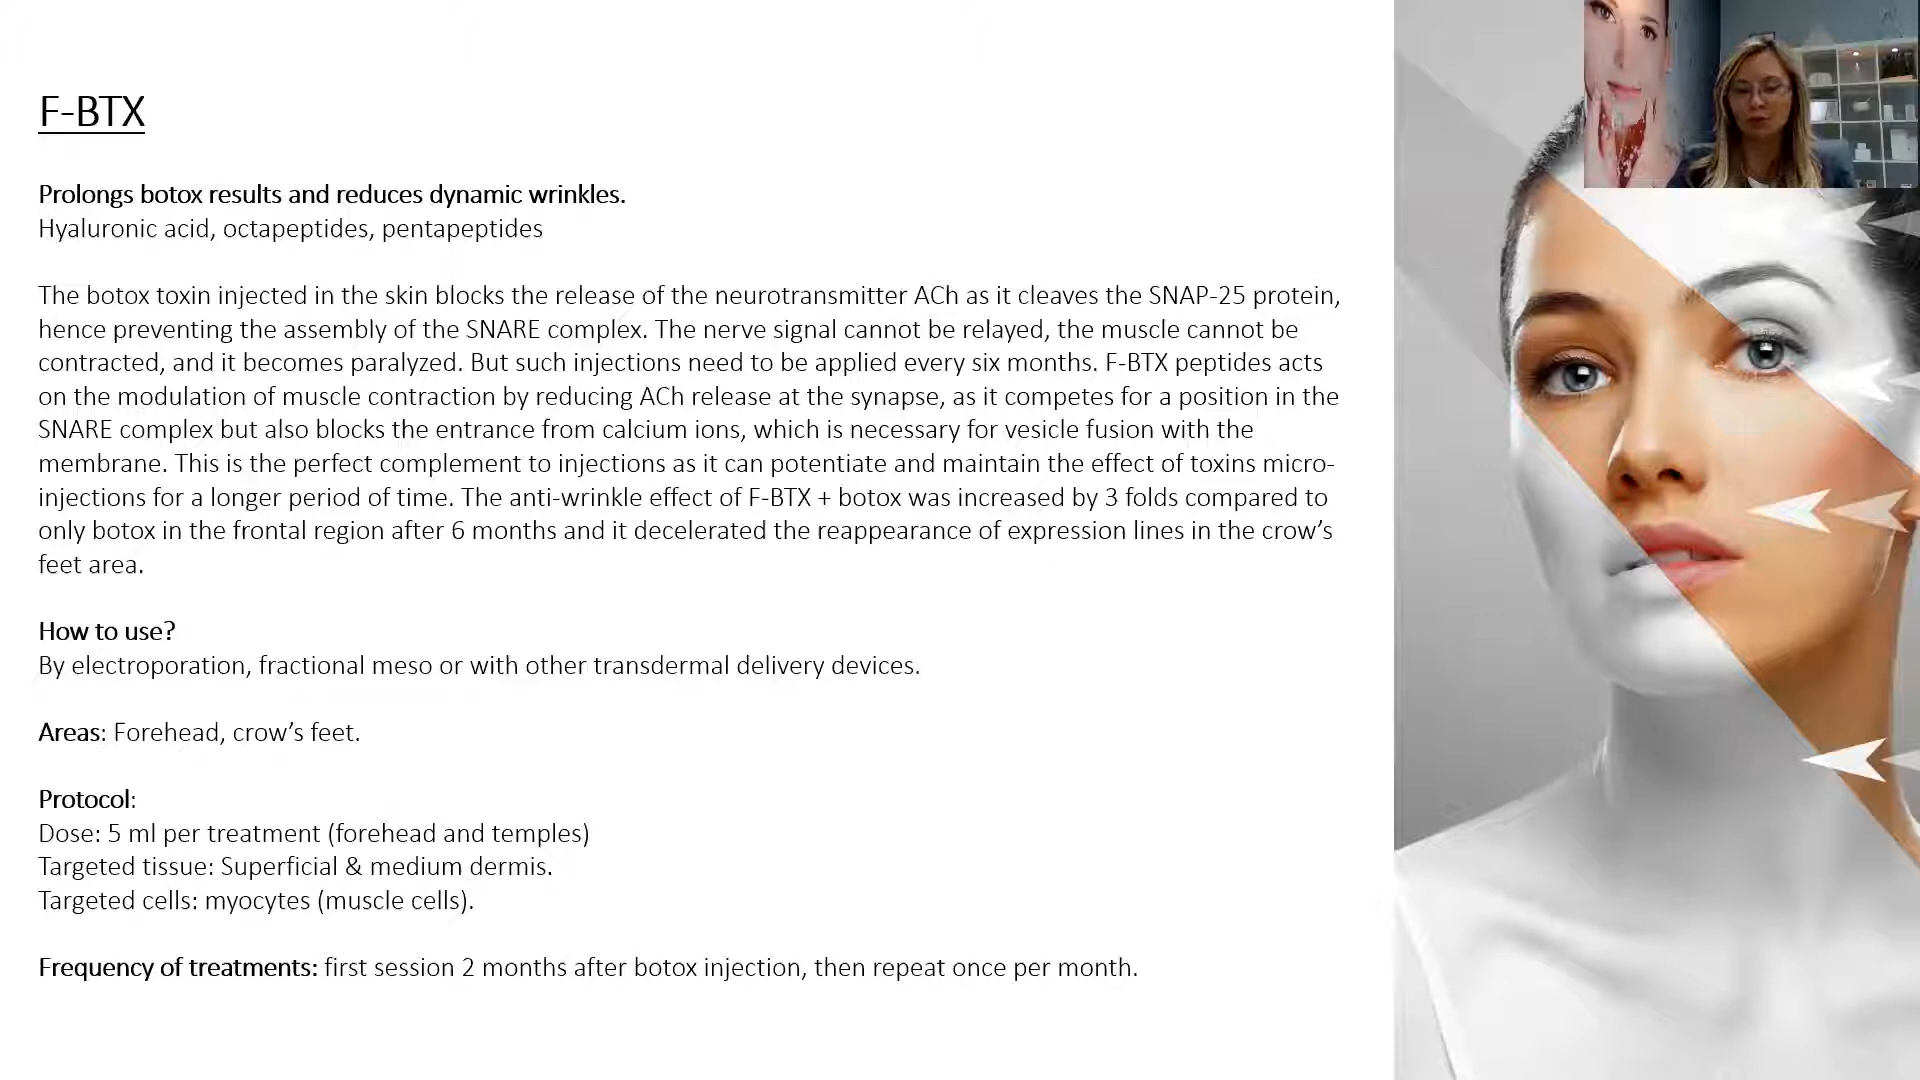 F-BTX
Prolongs botox results and reduces dynamic wrinkles.
Hyaluronic acid, octapeptides, pentapeptides
The botox toxin injected in the skin blocks the release of the neurotransmitter ACh as it cleaves the SNAP-25 protein,
hence preventing the assembly of the SNARE complex. The nerve signal cannot be relayed, the muscle cannot be
contracted, and it becomes paralyzed. But such injections need to be applied every six months. F-BTX peptides acts
on the modulation of muscle contraction by reducing ACh release at the synapse, as it competes for a position in the
SNARE complex but also blocks the entrance from calcium ions, which is necessary for vesicle fusion with the
membrane. This is the perfect complement to injections as it can potentiate and maintain the effect of toxins micro-
injections for a longer period of time. The anti-wrinkle effect of F-BTX + botox was increased by 3 folds compared to
only botox in the frontal region after 6 months and it decelerated the reappearance of expression lines in the crow’s
feet area.
How to use?
By electroporation, fractional meso or with other transdermal delivery devices.
Areas: Forehead, crow’s feet.
Protocol:
Dose: 5 ml per treatment (forehead and temples)
Targeted tissue: Superficial & medium dermis.
Targeted cells: myocytes (muscle cells).
Frequency of treatments: first session 2 months after botox injection, then repeat once per month.